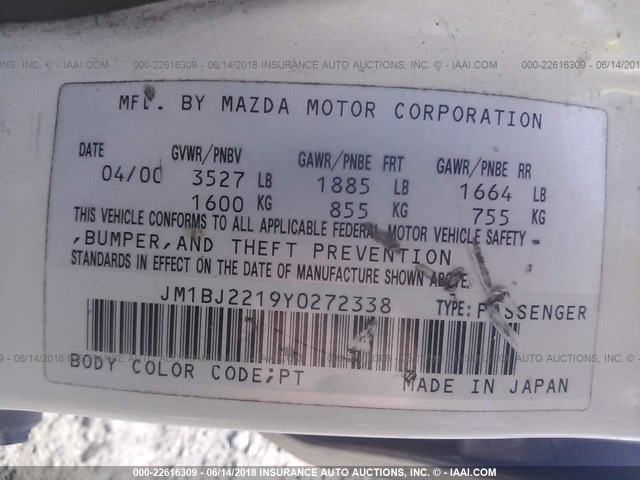 000-22616309 - 06/14/2018 INSURANCE AUTO AUCTIONS, INC. - © - IAAI.com
MFD. BY MAZDA MOTOR CORPORATION
DATE GVWR/PNBV GAWR/PNBE FRT GAWR/PNBE RR
04/00 3527 LB 1885 LB 1664 LB
1600 KG 855 KG 755 KG
THIS VEHICLE CONFORMS TO ALL APPLICABLE FEDERAL MOTOR VEHICLE SAFETY
,BUMPER,AND THEFT PREVENTION
STANDARDS IN EFFECT ON THE DATE OF MANUFACTURE SHOWN ABOVE.
JM1BJ2219Y0272338 TYPE: PASSENGER
BODY COLOR CODE;PT MADE IN JAPAN
000-22616309 - 06/14/2018 INSURANCE AUTO AUCTIONS, INC. - © - IAAI.com